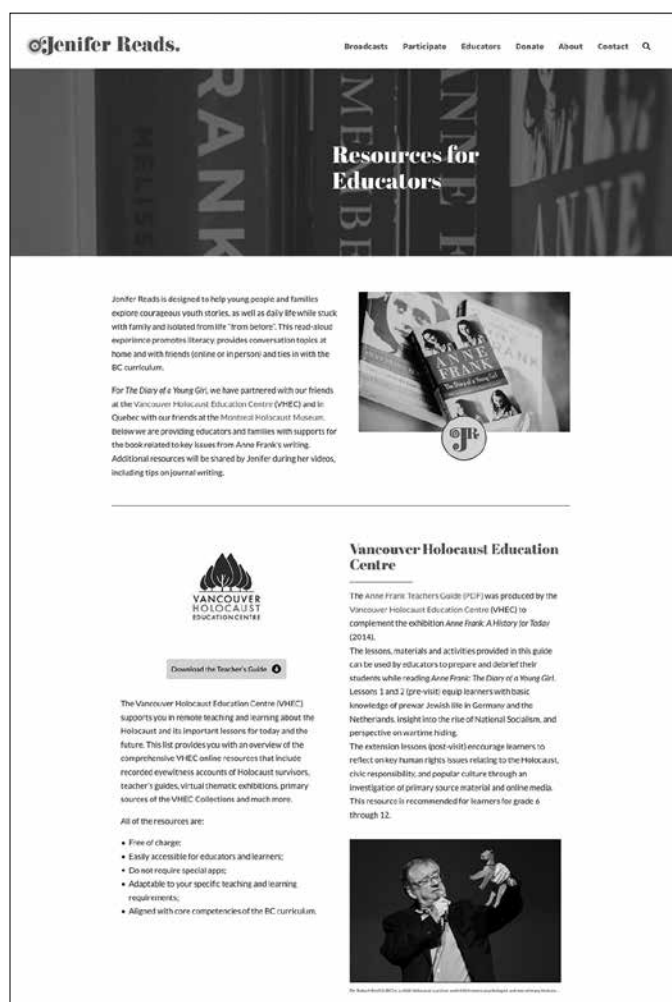 Jenifer Reads.
Broadcasts Participate Educators Donate About Contact
RANK
MEMBE
ANNE F
ANNE
MELISS
Resources for
Educators
Jenifer Reads is designed to help young people and families
explore courageous youth stories, as well as daily life while stuck
with family and isolated from life "from before". This read-aloud
experience promotes literacy, provides conversation topics at
home and with friends (online or in person) and ties in with the
BC curriculum.
For The Diary of a Young Girl, we have partnered with our friends
at the Vancouver Holocaust Education Centre (VHEC) and in
Quebec with our friends at the Montreal Holocaust Museum.
Below we are providing educators and families with supports for
the book related to key issues from Anne Frank's writing.
Additional resources will be shared by Jenifer during her videos,
including tips on journal writing.
ANNE
FRANK
The Diary of a Young Girl
JR
VANCOUVER
HOLOCAUST
EDUCATION CENTRE
Download the Teacher's Guide
The Vancouver Holocaust Education Centre (VHEC)
supports you in remote teaching and learning about the
Holocaust and its important lessons for today and the
future. This list provides you with an overview of the
comprehensive VHEC online resources that include
recorded eyewitness accounts of Holocaust survivors,
teacher's guides, virtual thematic exhibitions, primary
sources of the VHEC Collections and much more.
All of the resources are:
• Free of charge;
• Easily accessible for educators and learners;
• Do not require special apps;
• Adaptable to your specific teaching and learning
requirements;
• Aligned with core competencies of the BC curriculum.
Vancouver Holocaust Education
Centre
The Anne Frank Teachers Guide (PDF) was produced by the
Vancouver Holocaust Education Centre (VHEC) to
complement the exhibition Anne Frank: A History for Today
(2014).
The lessons, materials and activities provided in this guide
can be used by educators to prepare and debrief their
students while reading Anne Frank: The Diary of a Young Girl.
Lessons 1 and 2 (pre-visit) equip learners with basic
knowledge of prewar Jewish life in Germany and the
Netherlands, insight into the rise of National Socialism, and
perspective on wartime hiding.
The extension lessons (post-visit) encourage learners to
reflect on key human rights issues relating to the Holocaust,
civic responsibility, and popular culture through an
investigation of primary source material and online media.
This resource is recommended for learners for grade 6
through 12.